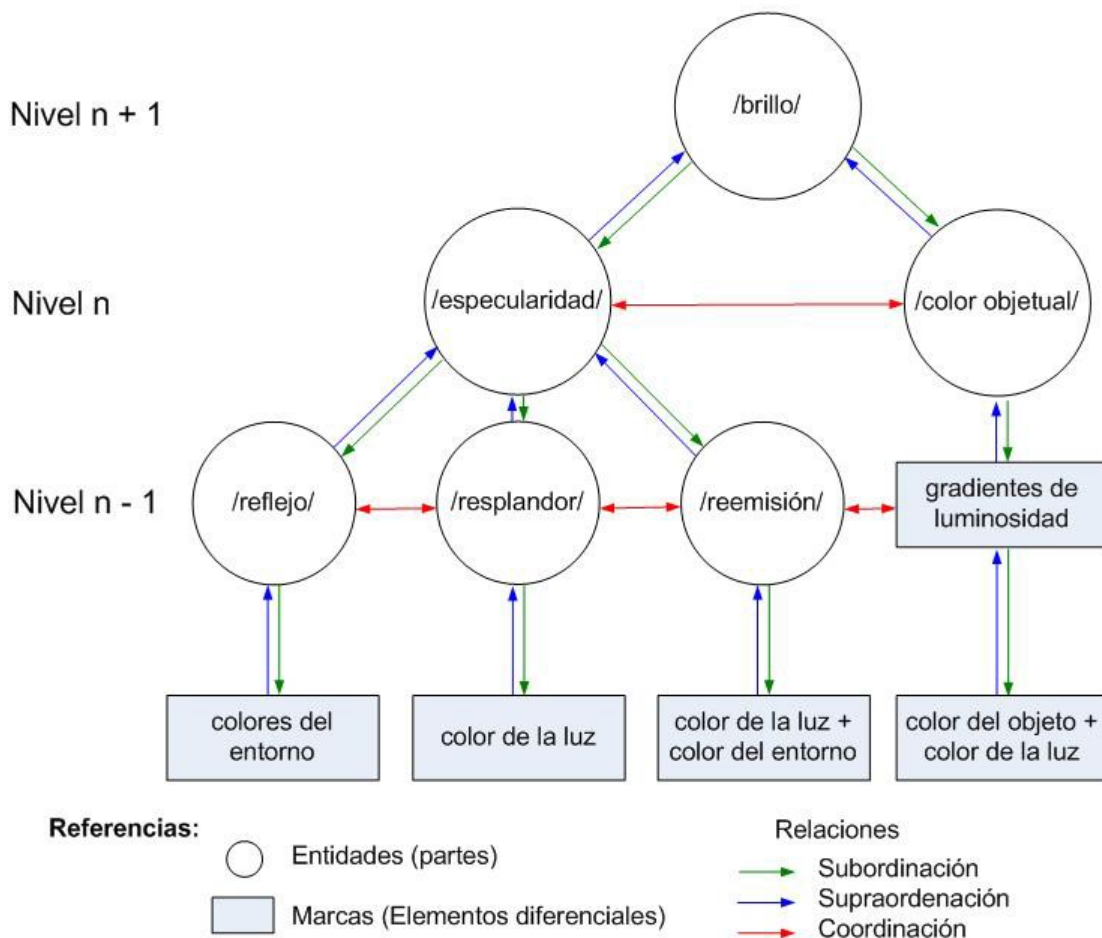 Nivel n + 1
/brillo/
Nivel n
/especularidad/
/color objetual/
Nivel n - 1
/reflejo/
/resplandor/
/reemisión/
gradientes de
luminosidad
colores del
entorno
color de la luz
color de la luz +
color del entorno
color del objeto +
color de la luz
Referencias:
Entidades (partes)
Marcas (Elementos diferenciales)
Relaciones
Subordinación
Supraordenación
Coordinación